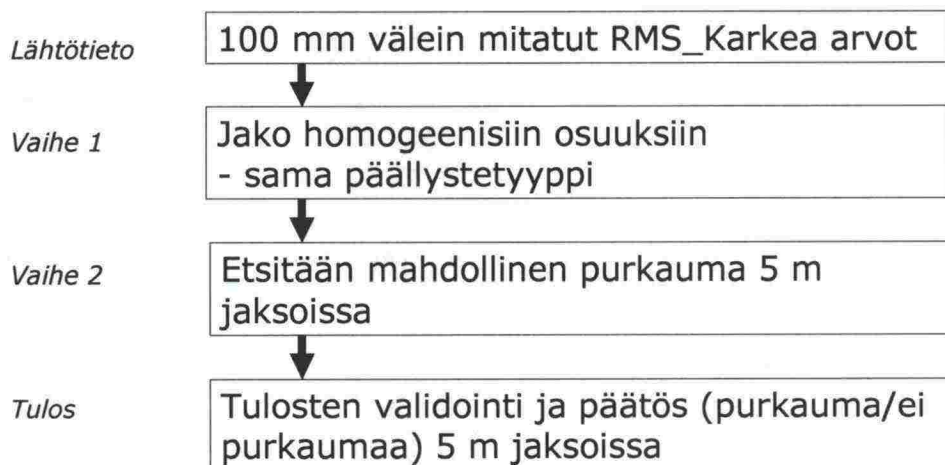 Lähtötieto
100 mm välein mitatut RMS_Karkea arvot
Vaihe 1
Jako homogeenisiin osuuksiin
- sama päällystetyyppi
Vaihe 2
Etsitään mahdollinen purkauma 5 m
jaksoissa
Tulos
Tulosten validointi ja päätös (purkauma/ei
purkaumaa) 5 m jaksoissa